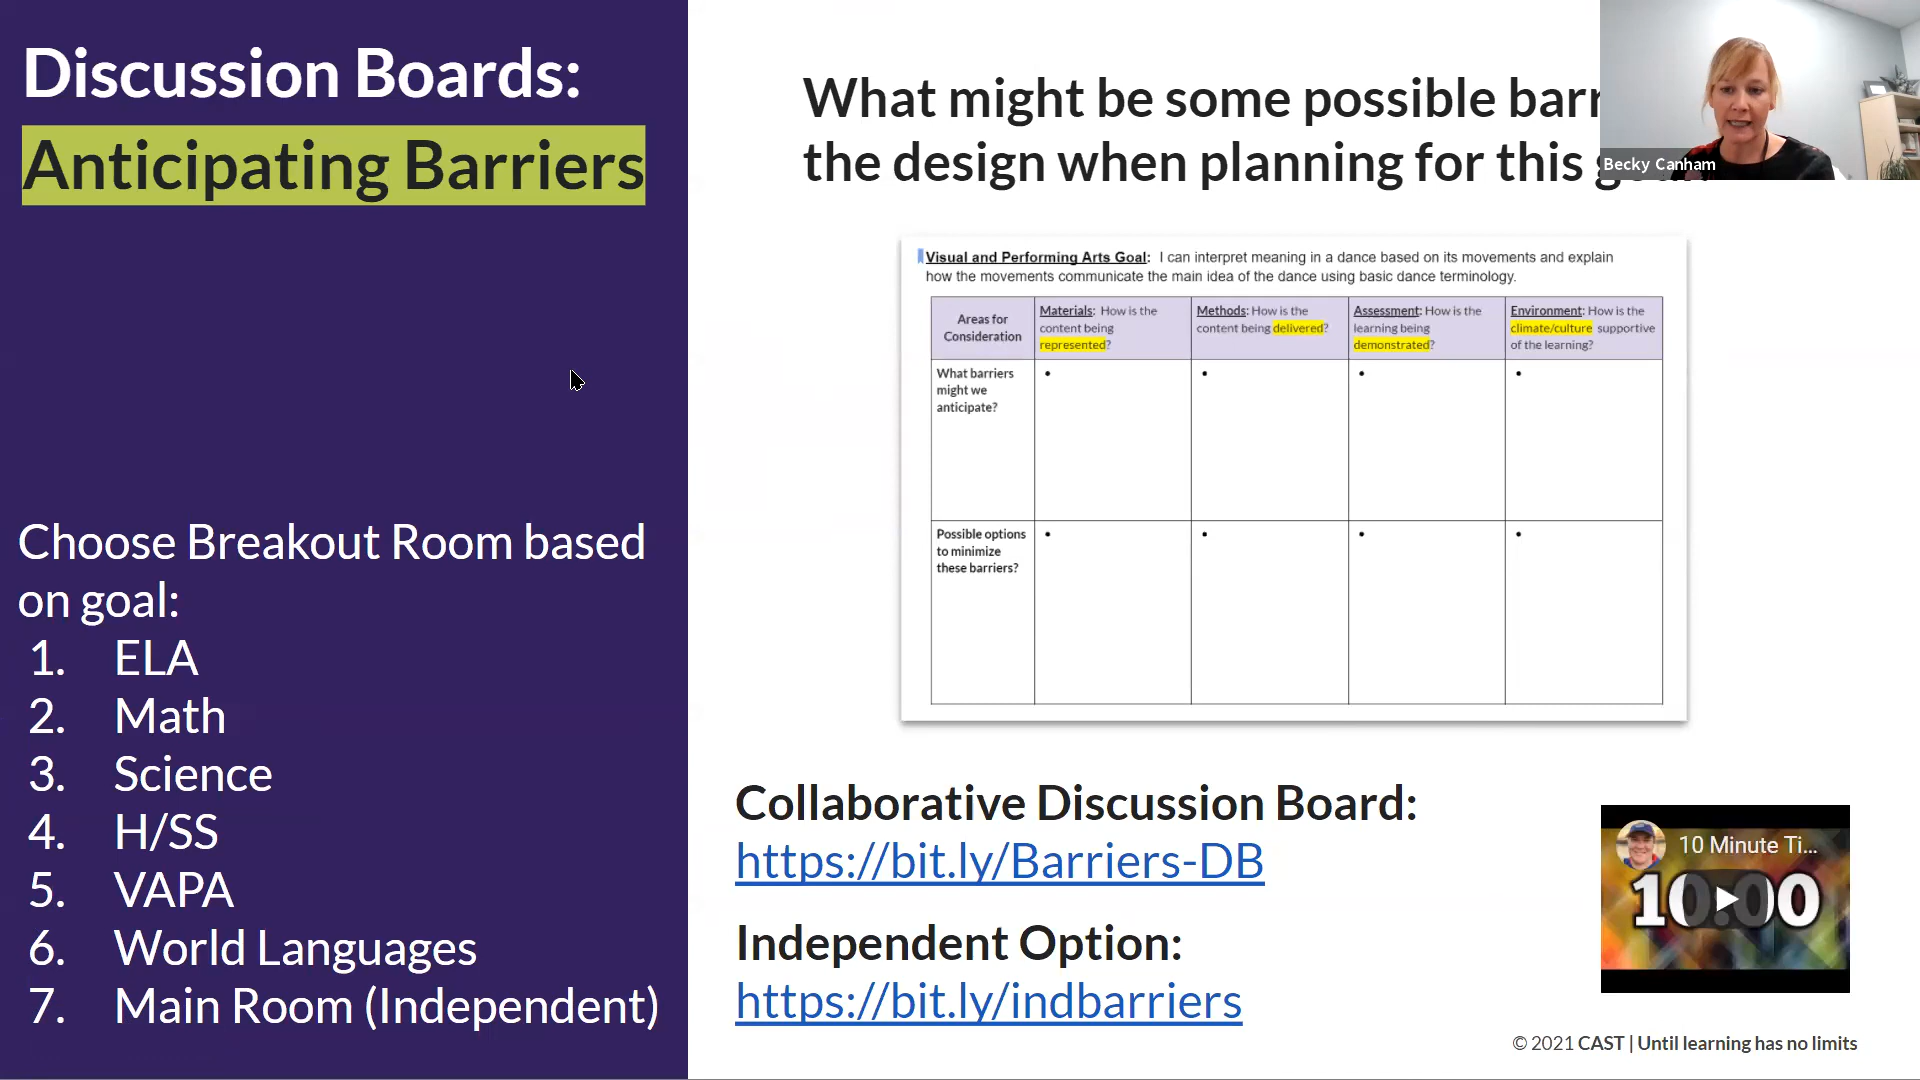 Discussion Boards:
Anticipating Barriers
Choose Breakout Room based
on goal:
1. ELA
2. Math
3. Science
4. H/SS
5. VAPA
6. World Languages
7. Main Room (Independent)
What might be some possible
the design when planning for this
Becky Canham
Visual and Performing Arts Goal: I can interpret meaning in a dance based on its movements and explain
how the movements communicate the main idea of the dance using basic dance terminology.
Areas for
Consideration
Materials: How is the
content being
represented?
Methods: How is the
content being delivered?
Assessment: How is the
learning being
demonstrated?
Environment: How is the
climate/culture supportive
of the learning?
What barriers
might we
anticipate?
Possible options
to minimize
these barriers?
Collaborative Discussion Board:
https://bit.ly/Barriers-DB
Independent Option:
https://bit.ly/indbarriers
10 Minute Ti...
10:00
© 2021 CAST | Until learning has no limits